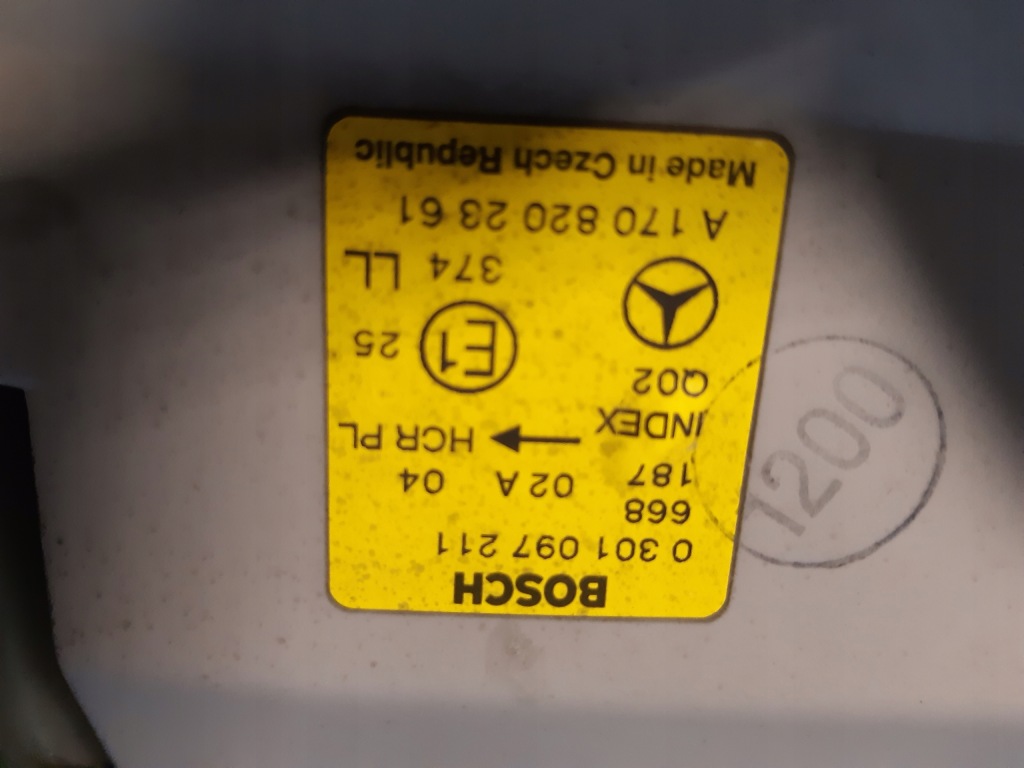 BOSCH
0 301 097 211
668
187 02 A 04
INDEX ← HCR PL
Q02
E1 25
374 LL
A 170 820 23 61
Made in Czech Republic
1200